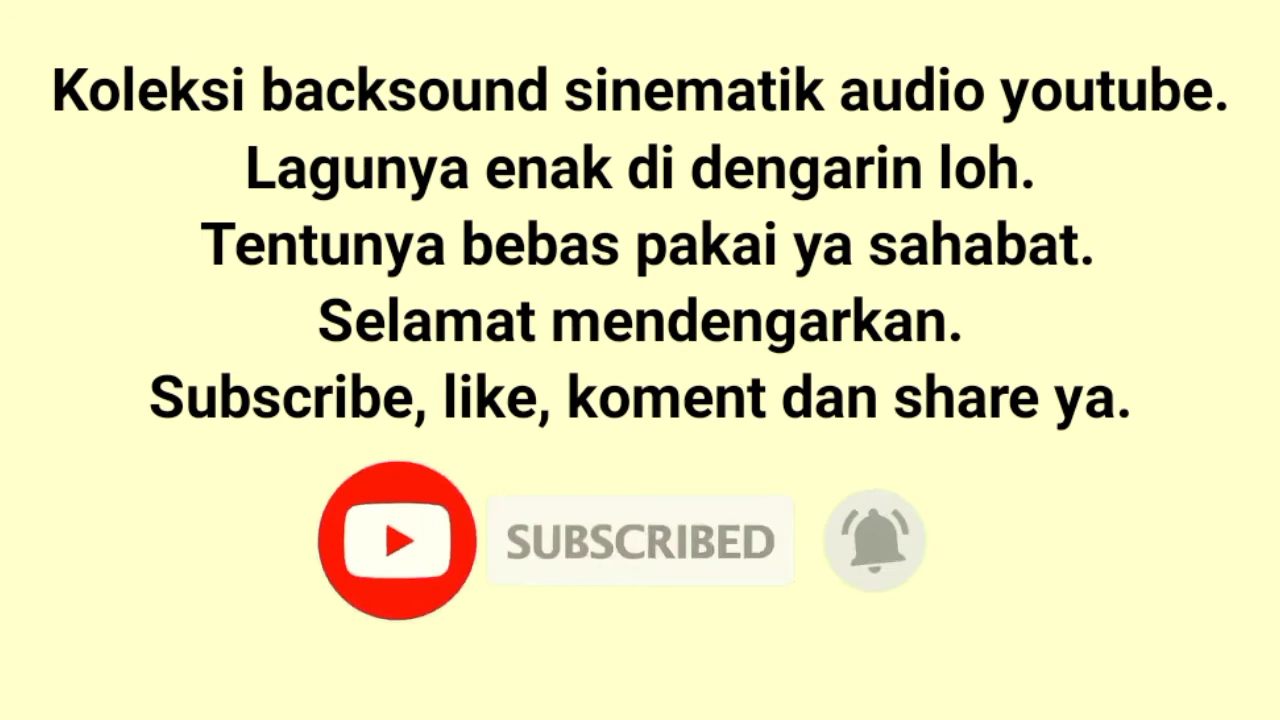 Koleksi backsound sinematik audio youtube.
Lagunya enak di dengarin loh.
Tentunya bebas pakai ya sahabat.
Selamat mendengarkan.
Subscribe, like, koment dan share ya.
SUBSCRIBED